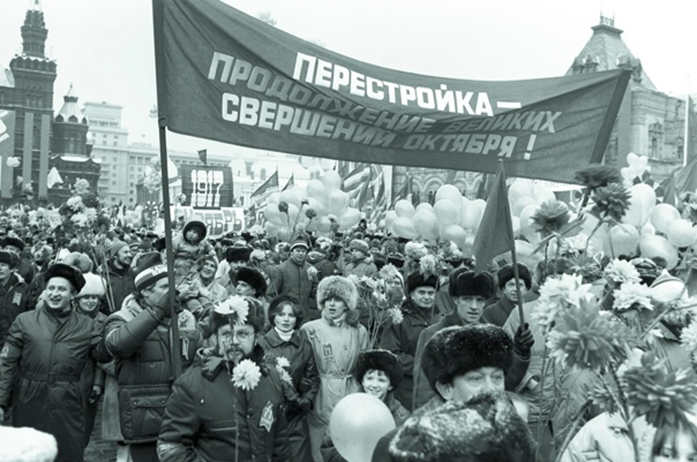 ПЕРЕСТРОЙКА –
ПРОДОЛЖЕНИЕ ВЕЛИКИХ
СВЕРШЕНИЙ ОКТЯБРЯ !
1917